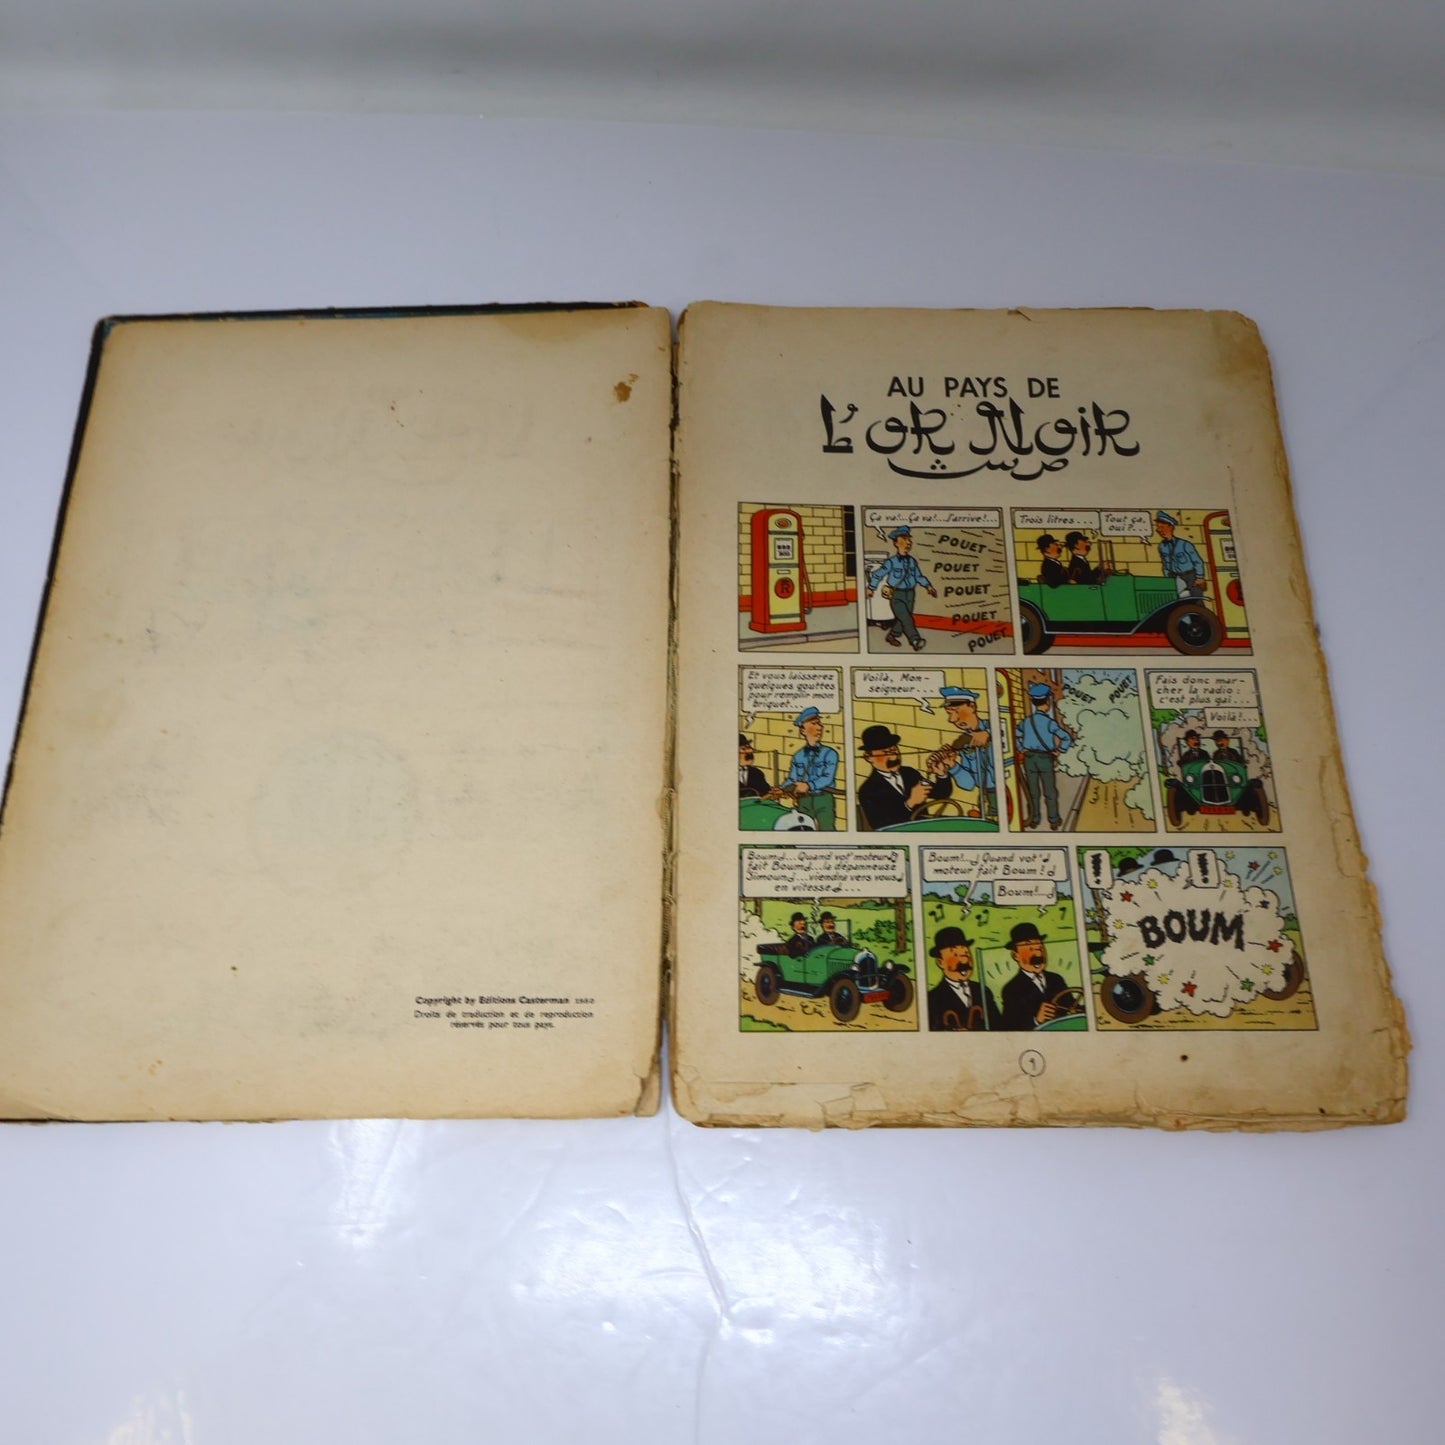 Copyright by Editions Casterman
Droits de traduction et de reproduction
réservés pour tous pays.
AU PAYS DE
L'OR NOIR
Ça va!...Ça va!...J'arrive!...
POUET
POUET
POUET
POUET
POUET
Trois litres...
Tout ça,
oui?...
Et vous laisserez
quelques gouttes
pour remplir mon
briquet...
Voilà, Mon-
seigneur...
POUET
POUET
Fais donc mar-
cher la radio:
c'est plus gai...
Voilà!...
Boum♩...Quand vot'moteur♫
fait Boum♩...la dépanneuse
Simoun♩...viendra vers vous♩
en vitesse♩...
Boum!...♩
Quand vot'♩
moteur fait Boum!♩
Boum!...♩
!
!!!
BOUM
1